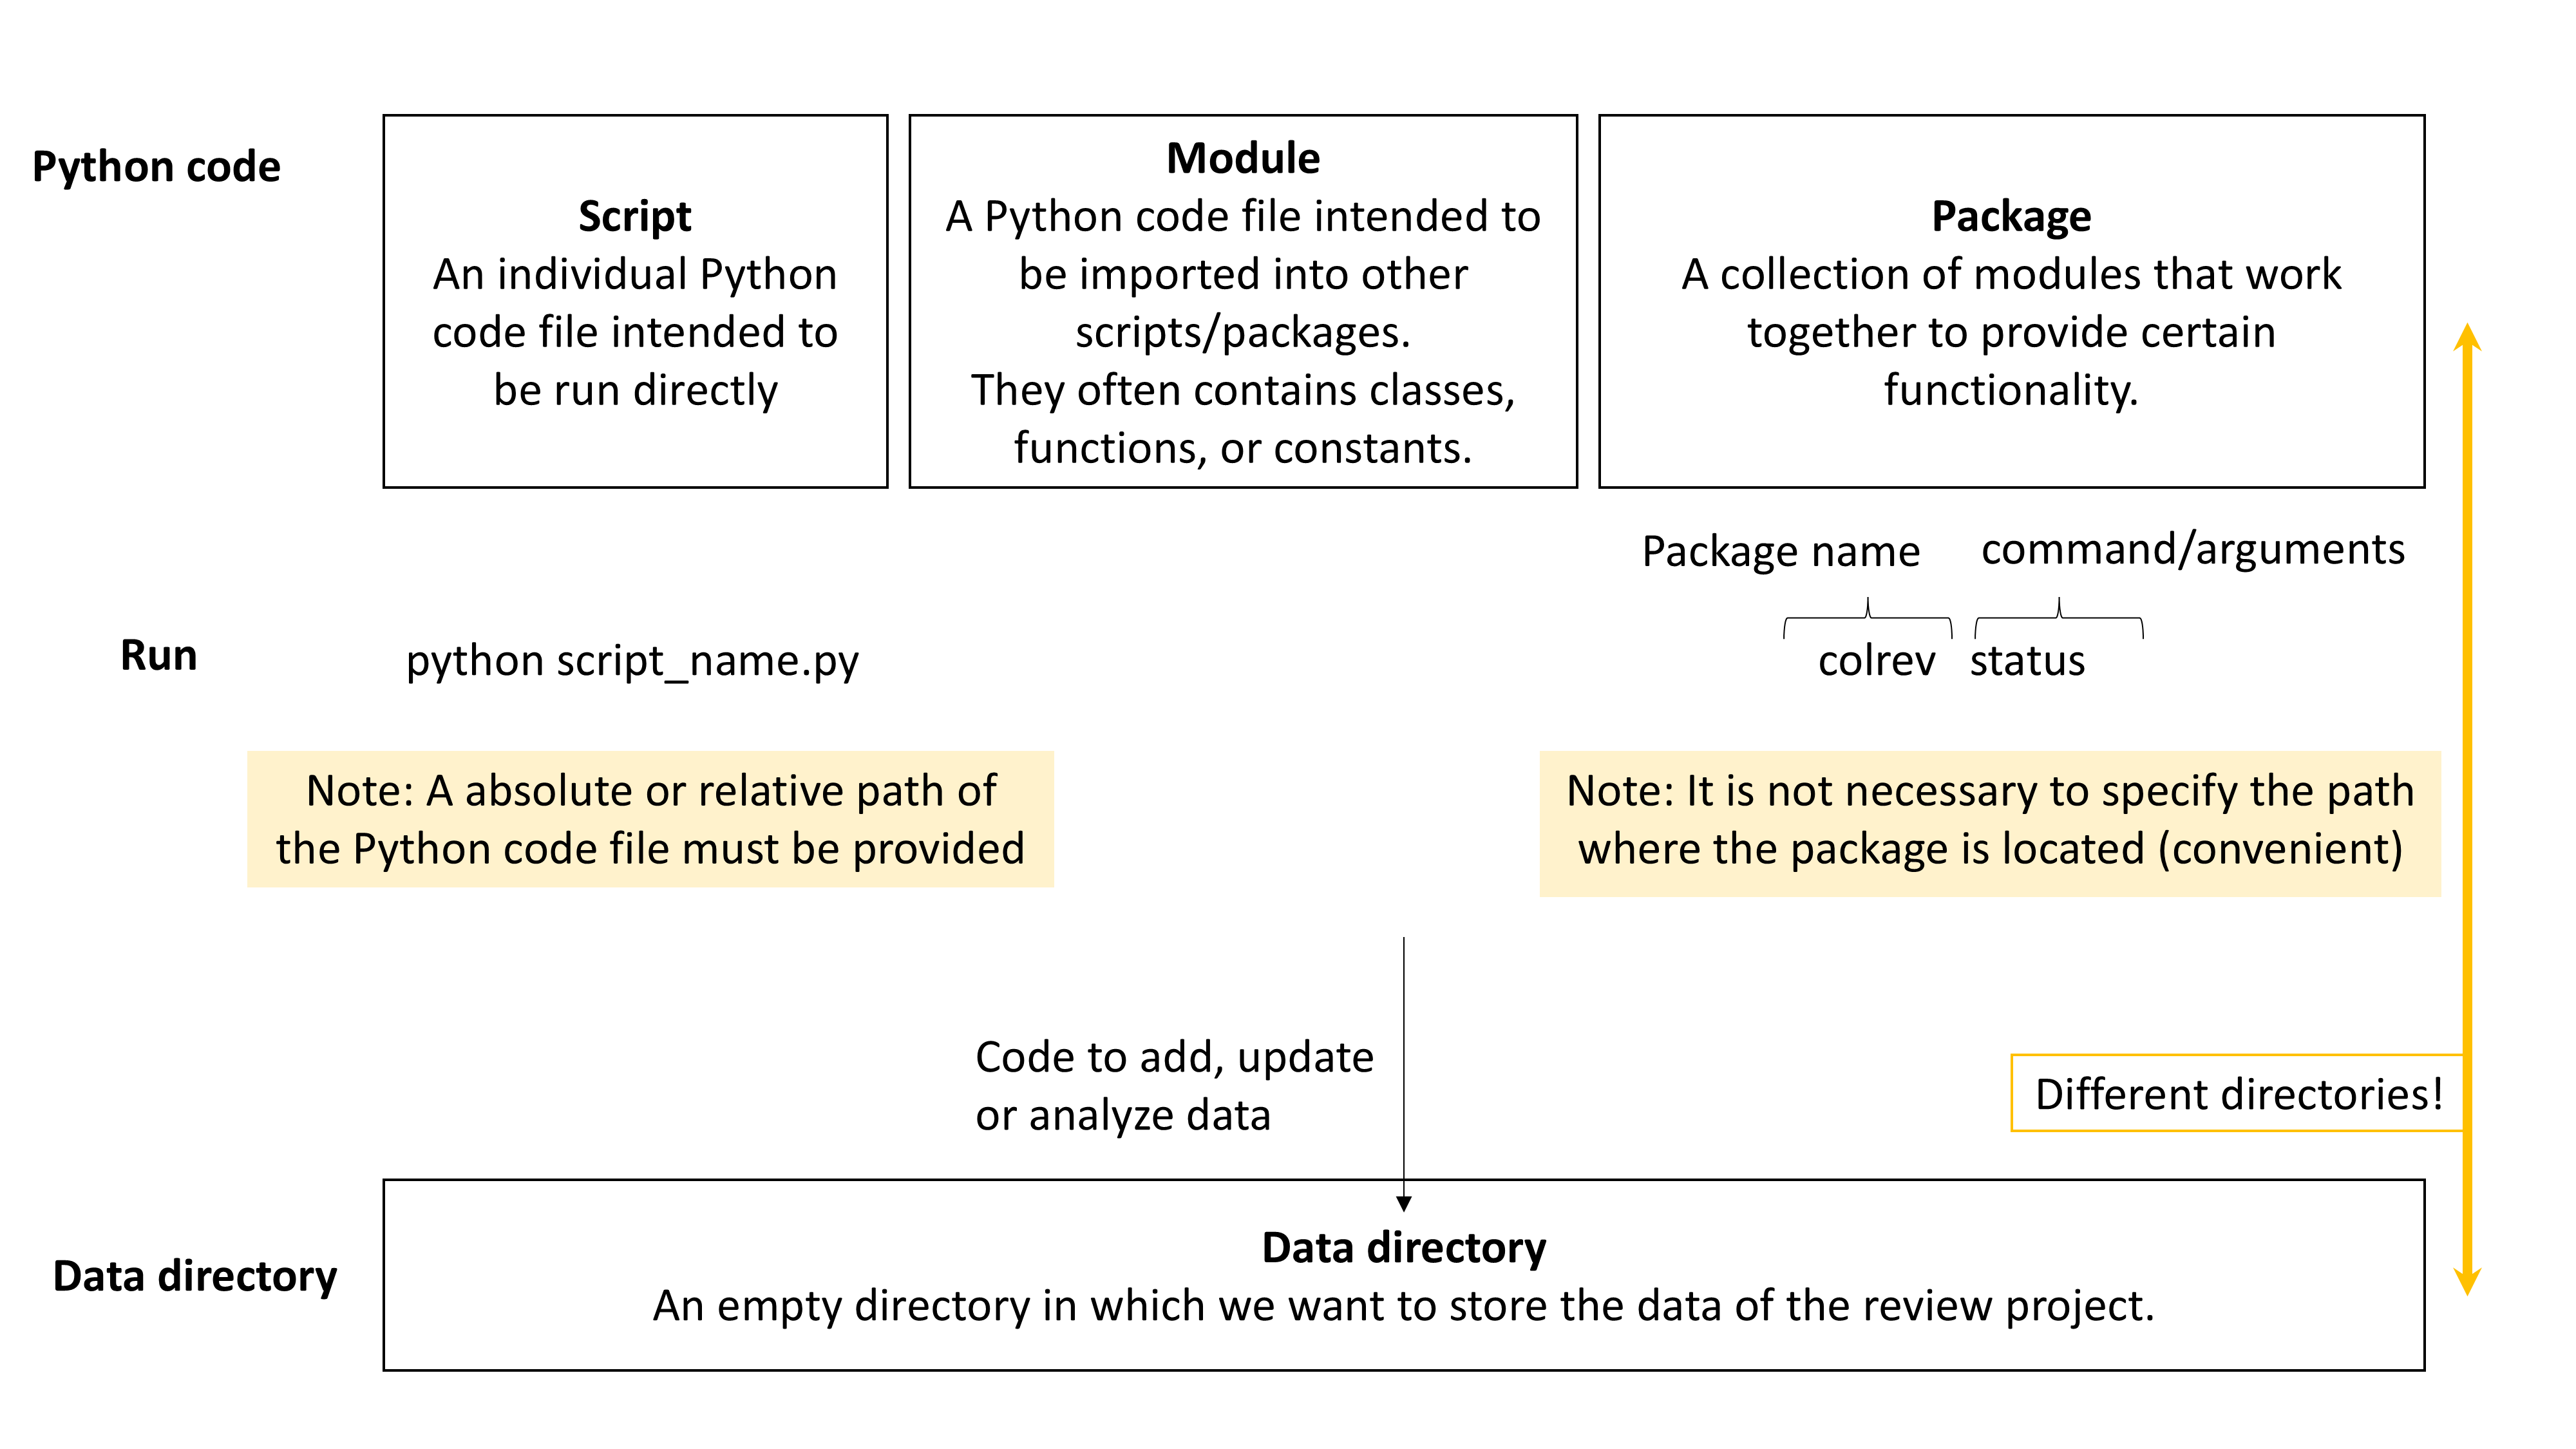 Python code
Script
An individual Python
code file intended to
be run directly
Module
A Python code file intended to
be imported into other
scripts/packages.
They often contains classes,
functions, or constants.
Package
A collection of modules that work
together to provide certain
functionality.
Package name
command/arguments
Run
python script_name.py
colrev status
Note: A absolute or relative path of
the Python code file must be provided
Note: It is not necessary to specify the path
where the package is located (convenient)
Code to add, update
or analyze data
Different directories!
Data directory
Data directory
An empty directory in which we want to store the data of the review project.